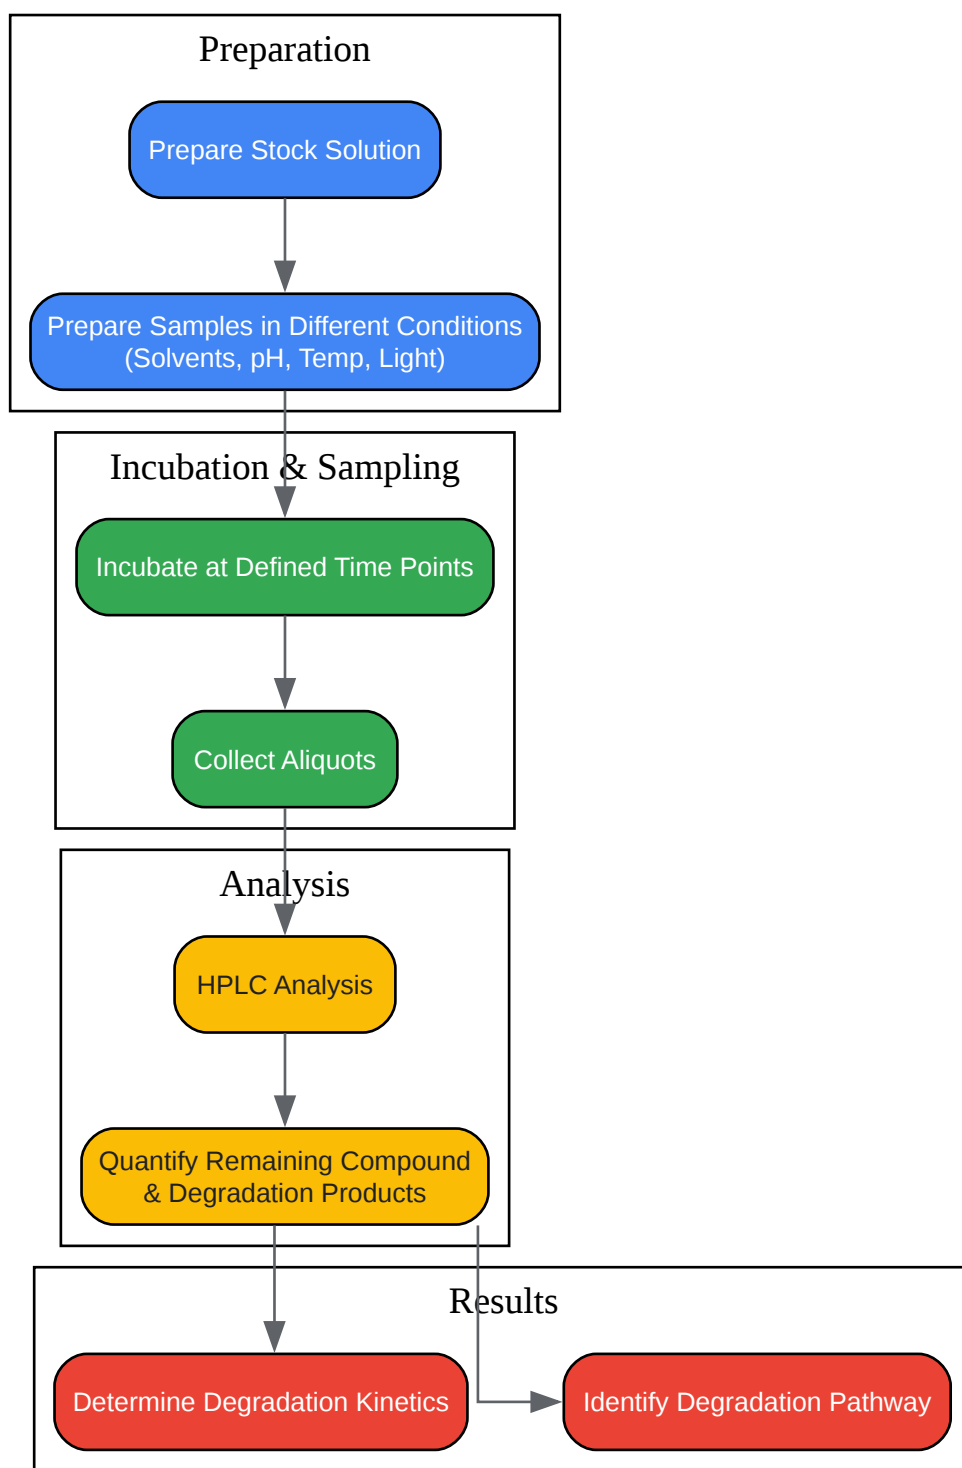 Preparation
Prepare Stock Solution
Prepare Samples in Different Conditions
(Solvents, pH, Temp, Light)
Incubation & Sampling
Incubate at Defined Time Points
Collect Aliquots
Analysis
HPLC Analysis
Quantify Remaining Compound
& Degradation Products
Results
Determine Degradation Kinetics
Identify Degradation Pathway